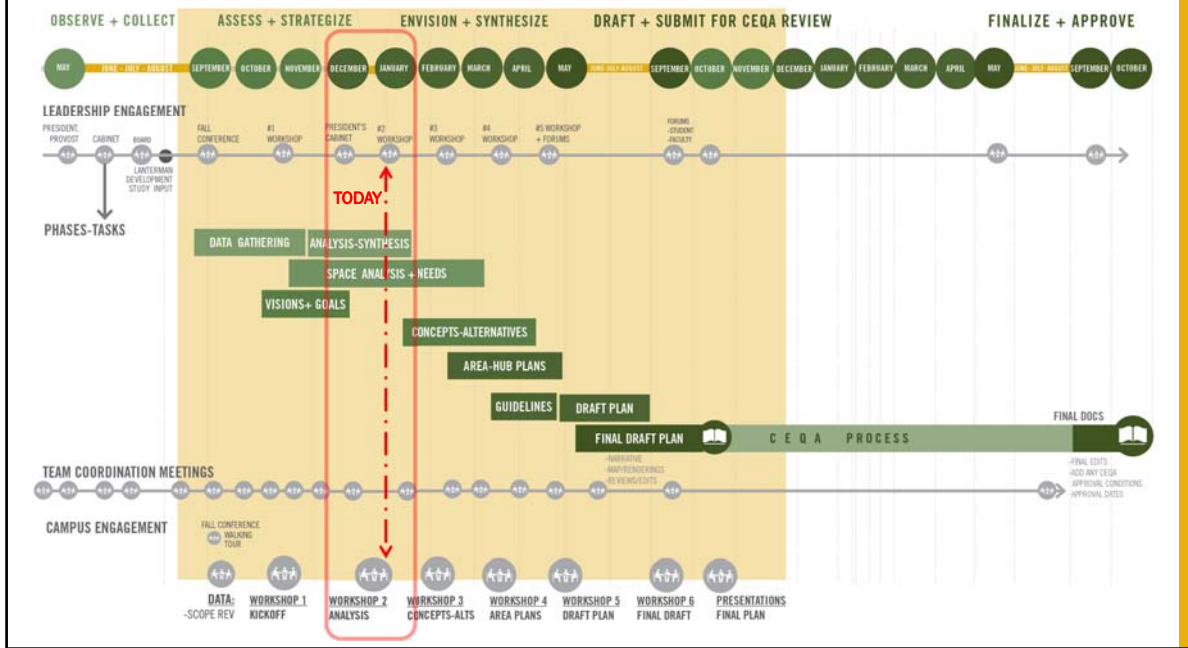 OBSERVE + COLLECT
ASSESS + STRATEGIZE
ENVISION + SYNTHESIZE
DRAFT + SUBMIT FOR CEQA REVIEW
FINALIZE + APPROVE
MAY
JUNE - JULY - AUGUST
SEPTEMBER
OCTOBER
NOVEMBER
DECEMBER
JANUARY
FEBRUARY
MARCH
APRIL
MAY
JUNE-JULY-AUGUST
SEPTEMBER
OCTOBER
NOVEMBER
DECEMBER
JANUARY
FEBRUARY
MARCH
APRIL
MAY
JUNE-JULY-AUGUST
SEPTEMBER
OCTOBER
LEADERSHIP ENGAGEMENT
PRESIDENT,
PROVOST
CABINET
BOARD
LANTERMAN
DEVELOPMENT
STUDY INPUT
FALL
CONFERENCE
#1
WORKSHOP
PRESIDENT'S
CABINET
#2
WORKSHOP
#3
WORKSHOP
#4
WORKSHOP
#5 WORKSHOP
+ FORUMS
FORUMS
-STUDENT
-FACULTY
TODAY
PHASES-TASKS
DATA GATHERING
ANALYSIS-SYNTHESIS
SPACE ANALYSIS + NEEDS
VISIONS+ GOALS
CONCEPTS-ALTERNATIVES
AREA-HUB PLANS
GUIDELINES
DRAFT PLAN
FINAL DRAFT PLAN
CEQA PROCESS
FINAL DOCS
-NARRATIVE
-MAP/RENDERINGS
-REVIEWS/EDITS
-FINAL EDITS
-ADD ANY CEQA
APPROVAL CONDITIONS
-APPROVAL DATES
TEAM COORDINATION MEETINGS
CAMPUS ENGAGEMENT
FALL CONFERENCE
WALKING
TOUR
DATA:
-SCOPE REV
WORKSHOP 1
KICKOFF
WORKSHOP 2
ANALYSIS
WORKSHOP 3
CONCEPTS-ALTS
WORKSHOP 4
AREA PLANS
WORKSHOP 5
DRAFT PLAN
WORKSHOP 6
FINAL DRAFT
PRESENTATIONS
FINAL PLAN